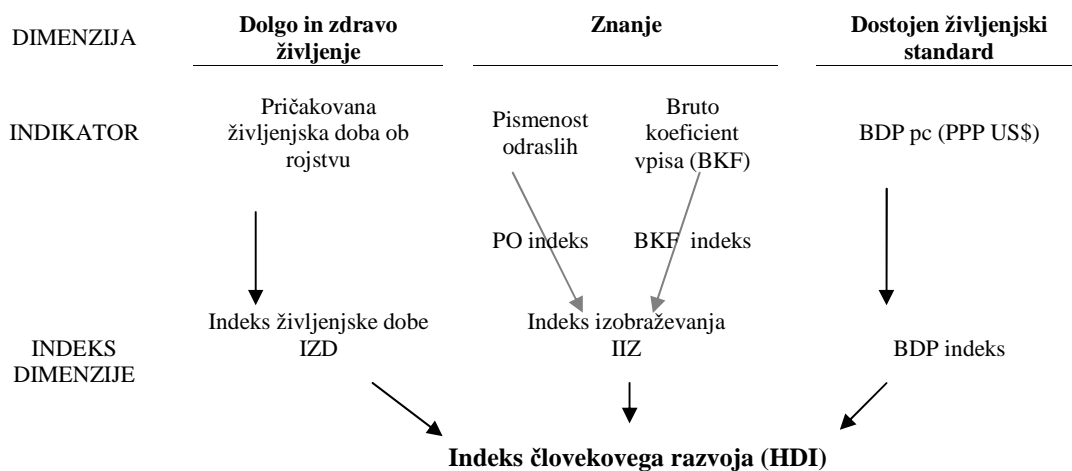 DIMENZIJA
Dolgo in zdravo
življenje
Znanje
Dostojen življenjski
standard
INDIKATOR
Pričakovana
življenjska doba ob
rojstvu
Pismenost
odraslih
Bruto
koeficient
vpisa (BKF)
BDP pc (PPP US$)
PO indeks
BKF indeks
INDEKS
DIMENZIJE
Indeks življenjske dobe
IZD
Indeks izobraževanja
IIZ
BDP indeks
Indeks človekovega razvoja (HDI)